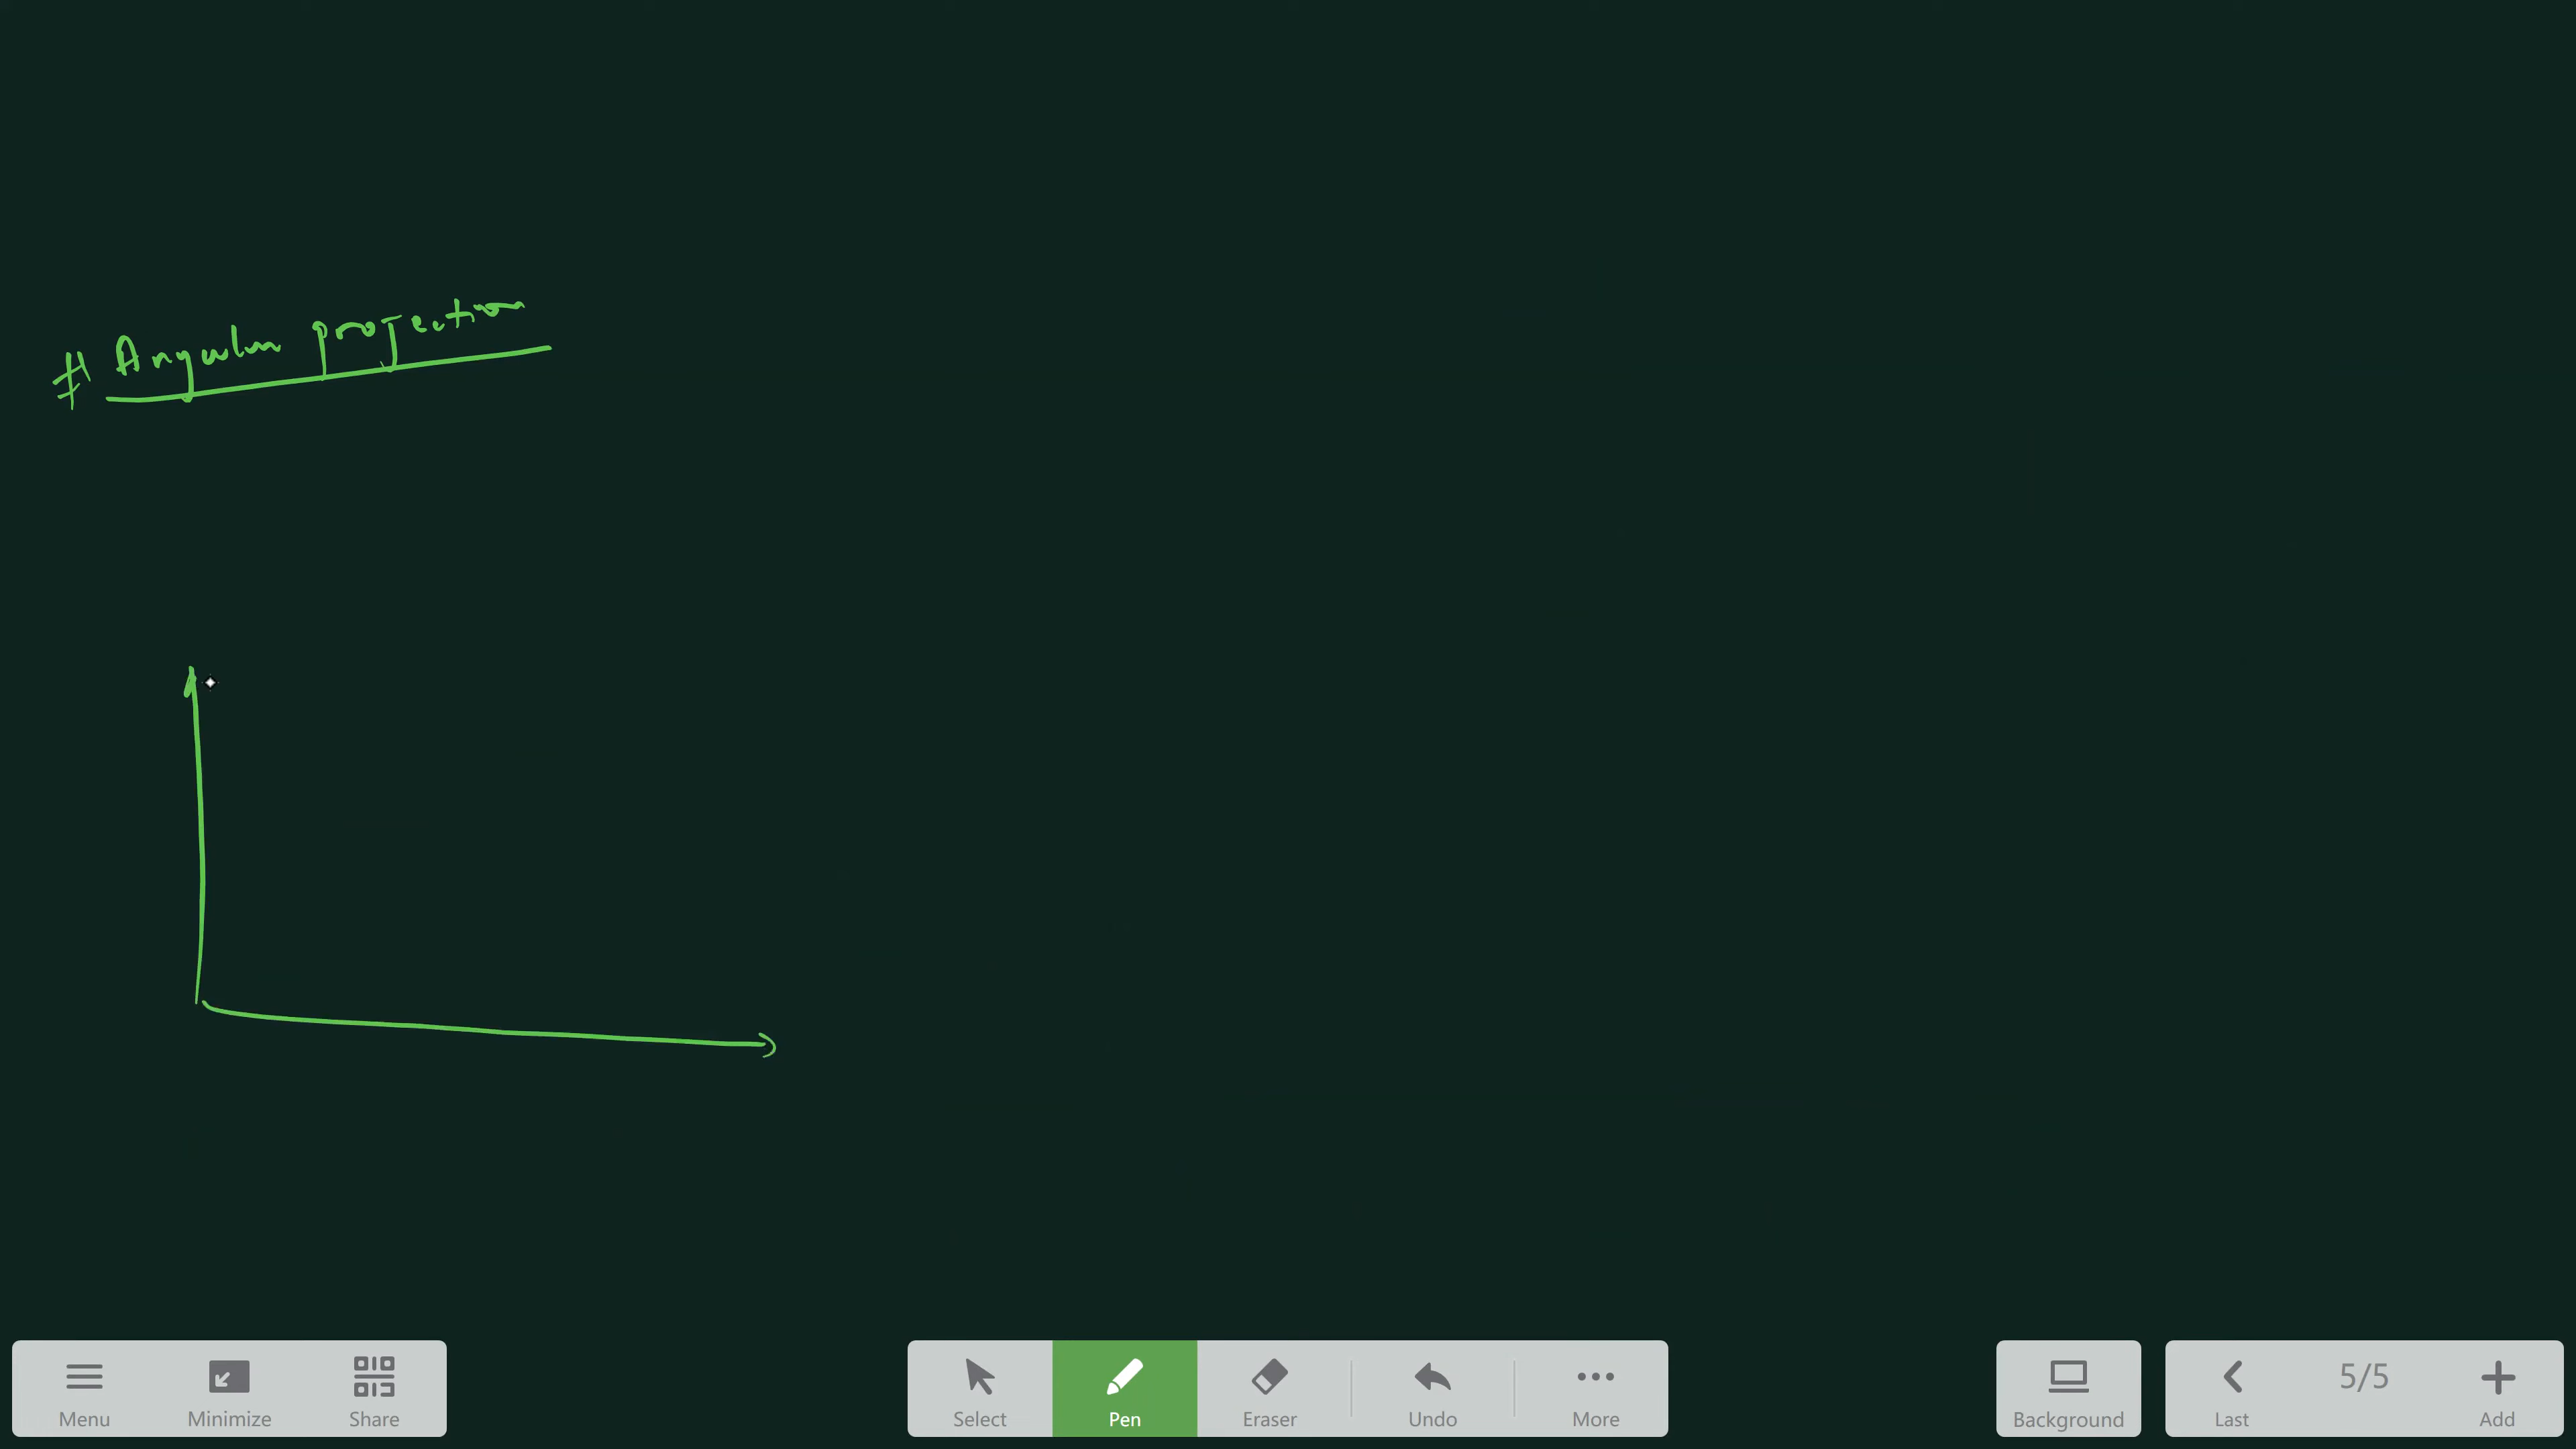 # Angular projection
Menu
Minimize
Share
Select
Pen
Eraser
Undo
More
Background
Last
5/5
Add